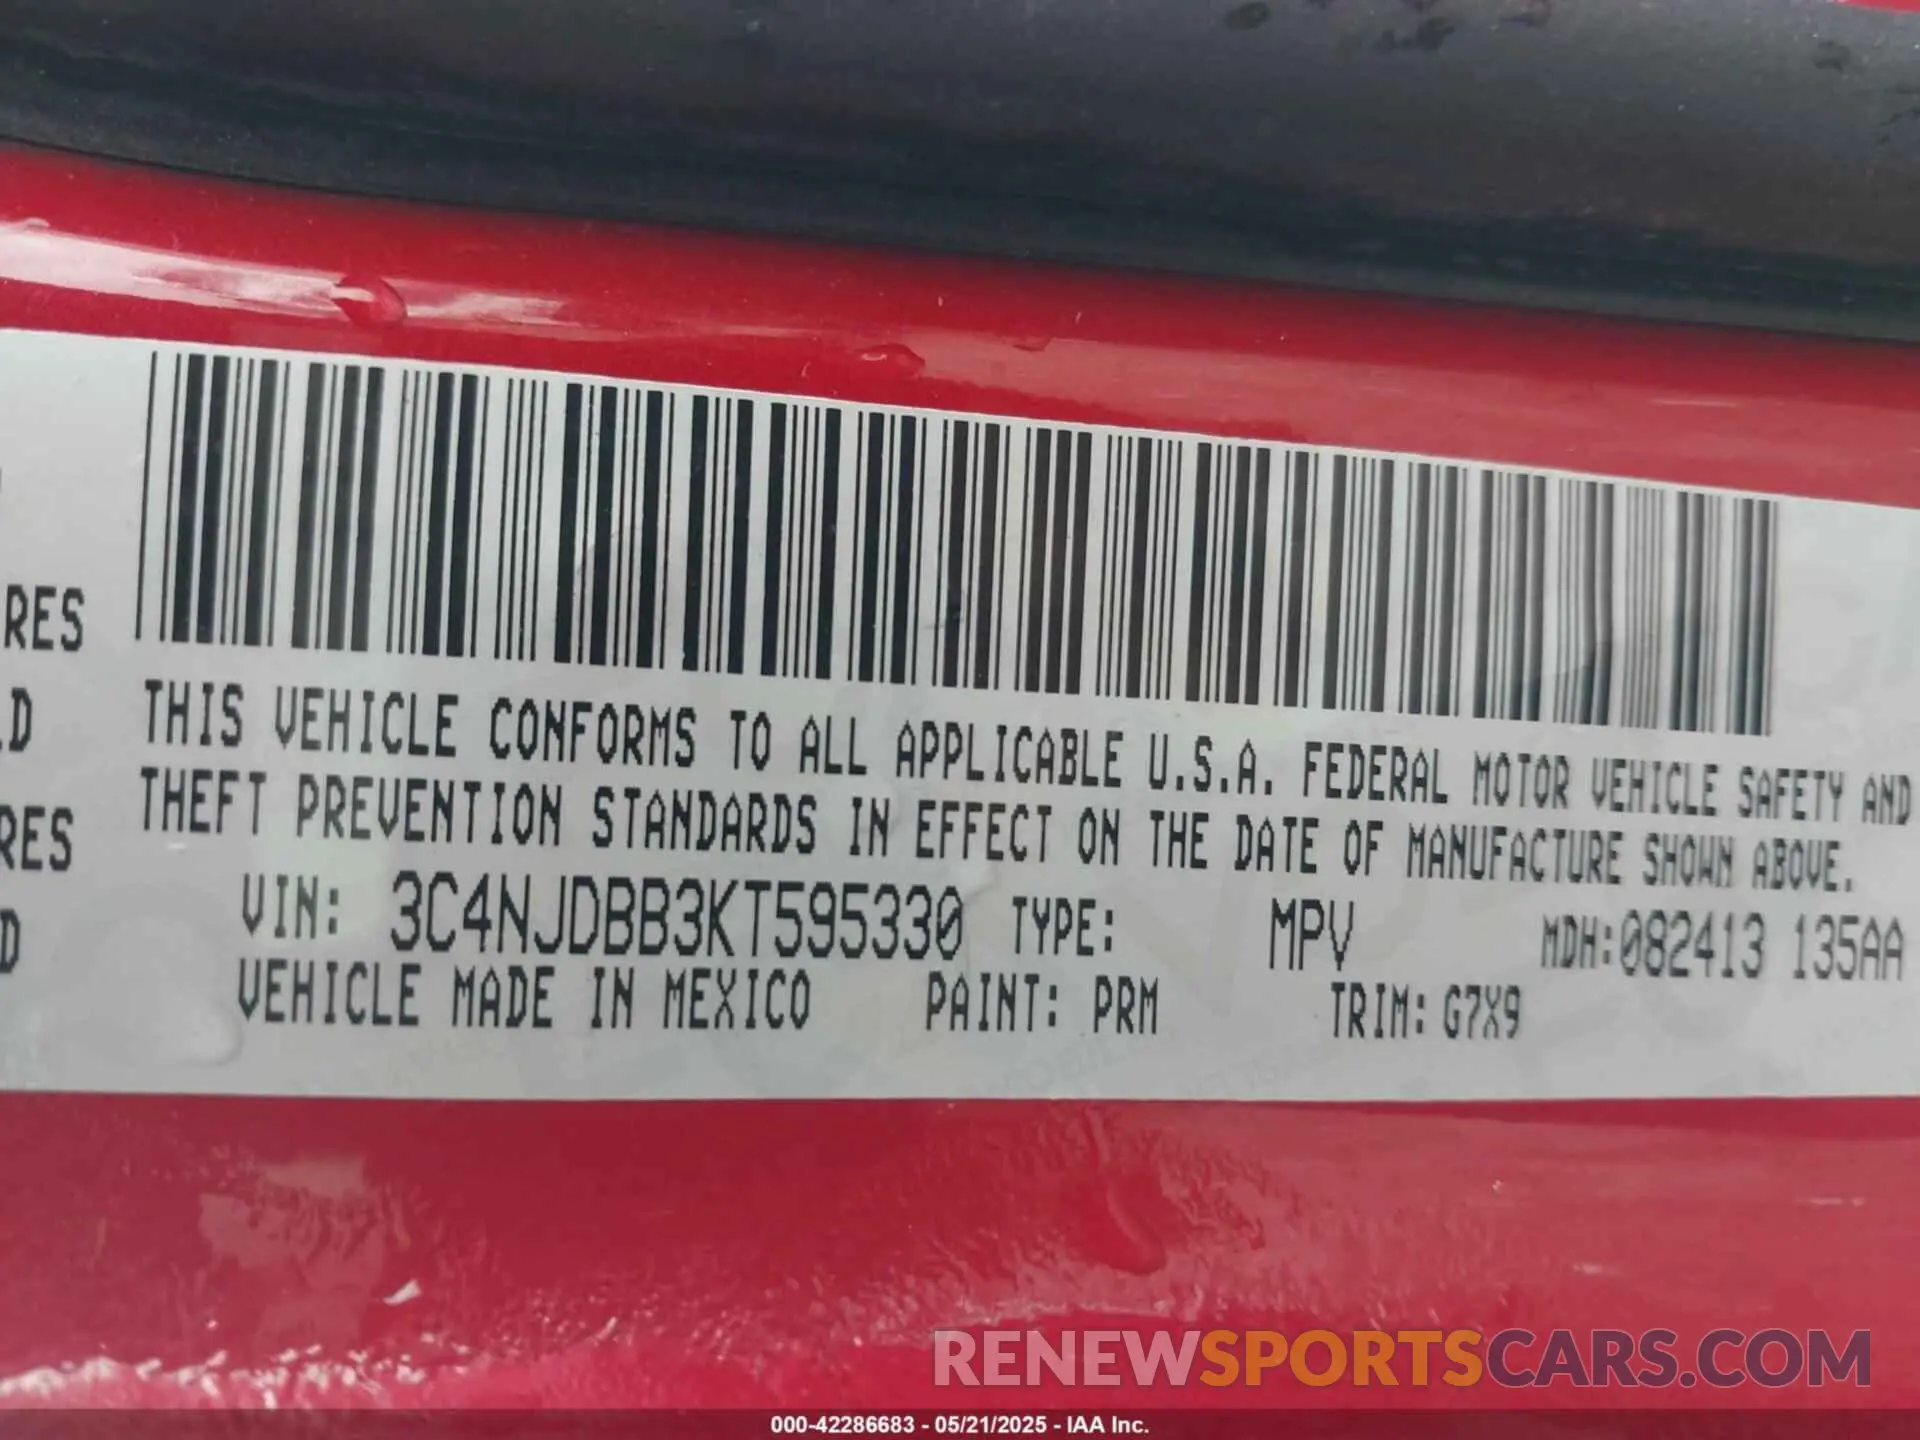 RES
LD
RES
D
THIS VEHICLE CONFORMS TO ALL APPLICABLE U.S.A. FEDERAL MOTOR VEHICLE SAFETY AND
THEFT PREVENTION STANDARDS IN EFFECT ON THE DATE OF MANUFACTURE SHOWN ABOVE.
VIN: 3C4NJDBB3KT595330 TYPE: MPV MDH:082413 135AA
VEHICLE MADE IN MEXICO PAINT: PRM TRIM: G7X9
RENEWSPORTSCARS.COM
000-42286683 - 05/21/2025 - IAA Inc.